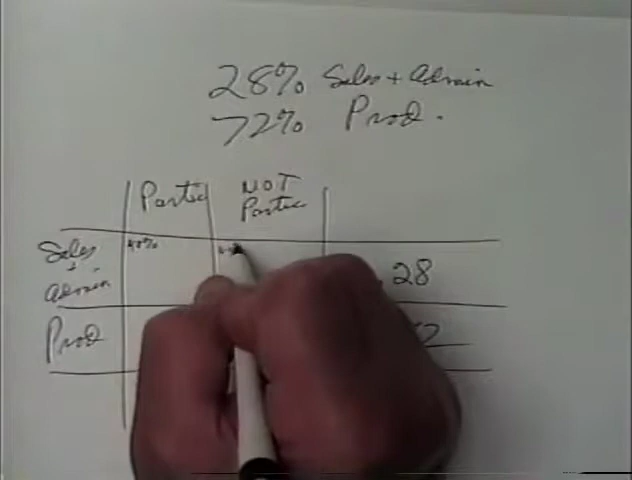 28% Sales + Admin
72% Prod.
Partic NOT
Partic
Sales 40%
+ .28
Admin
Prod